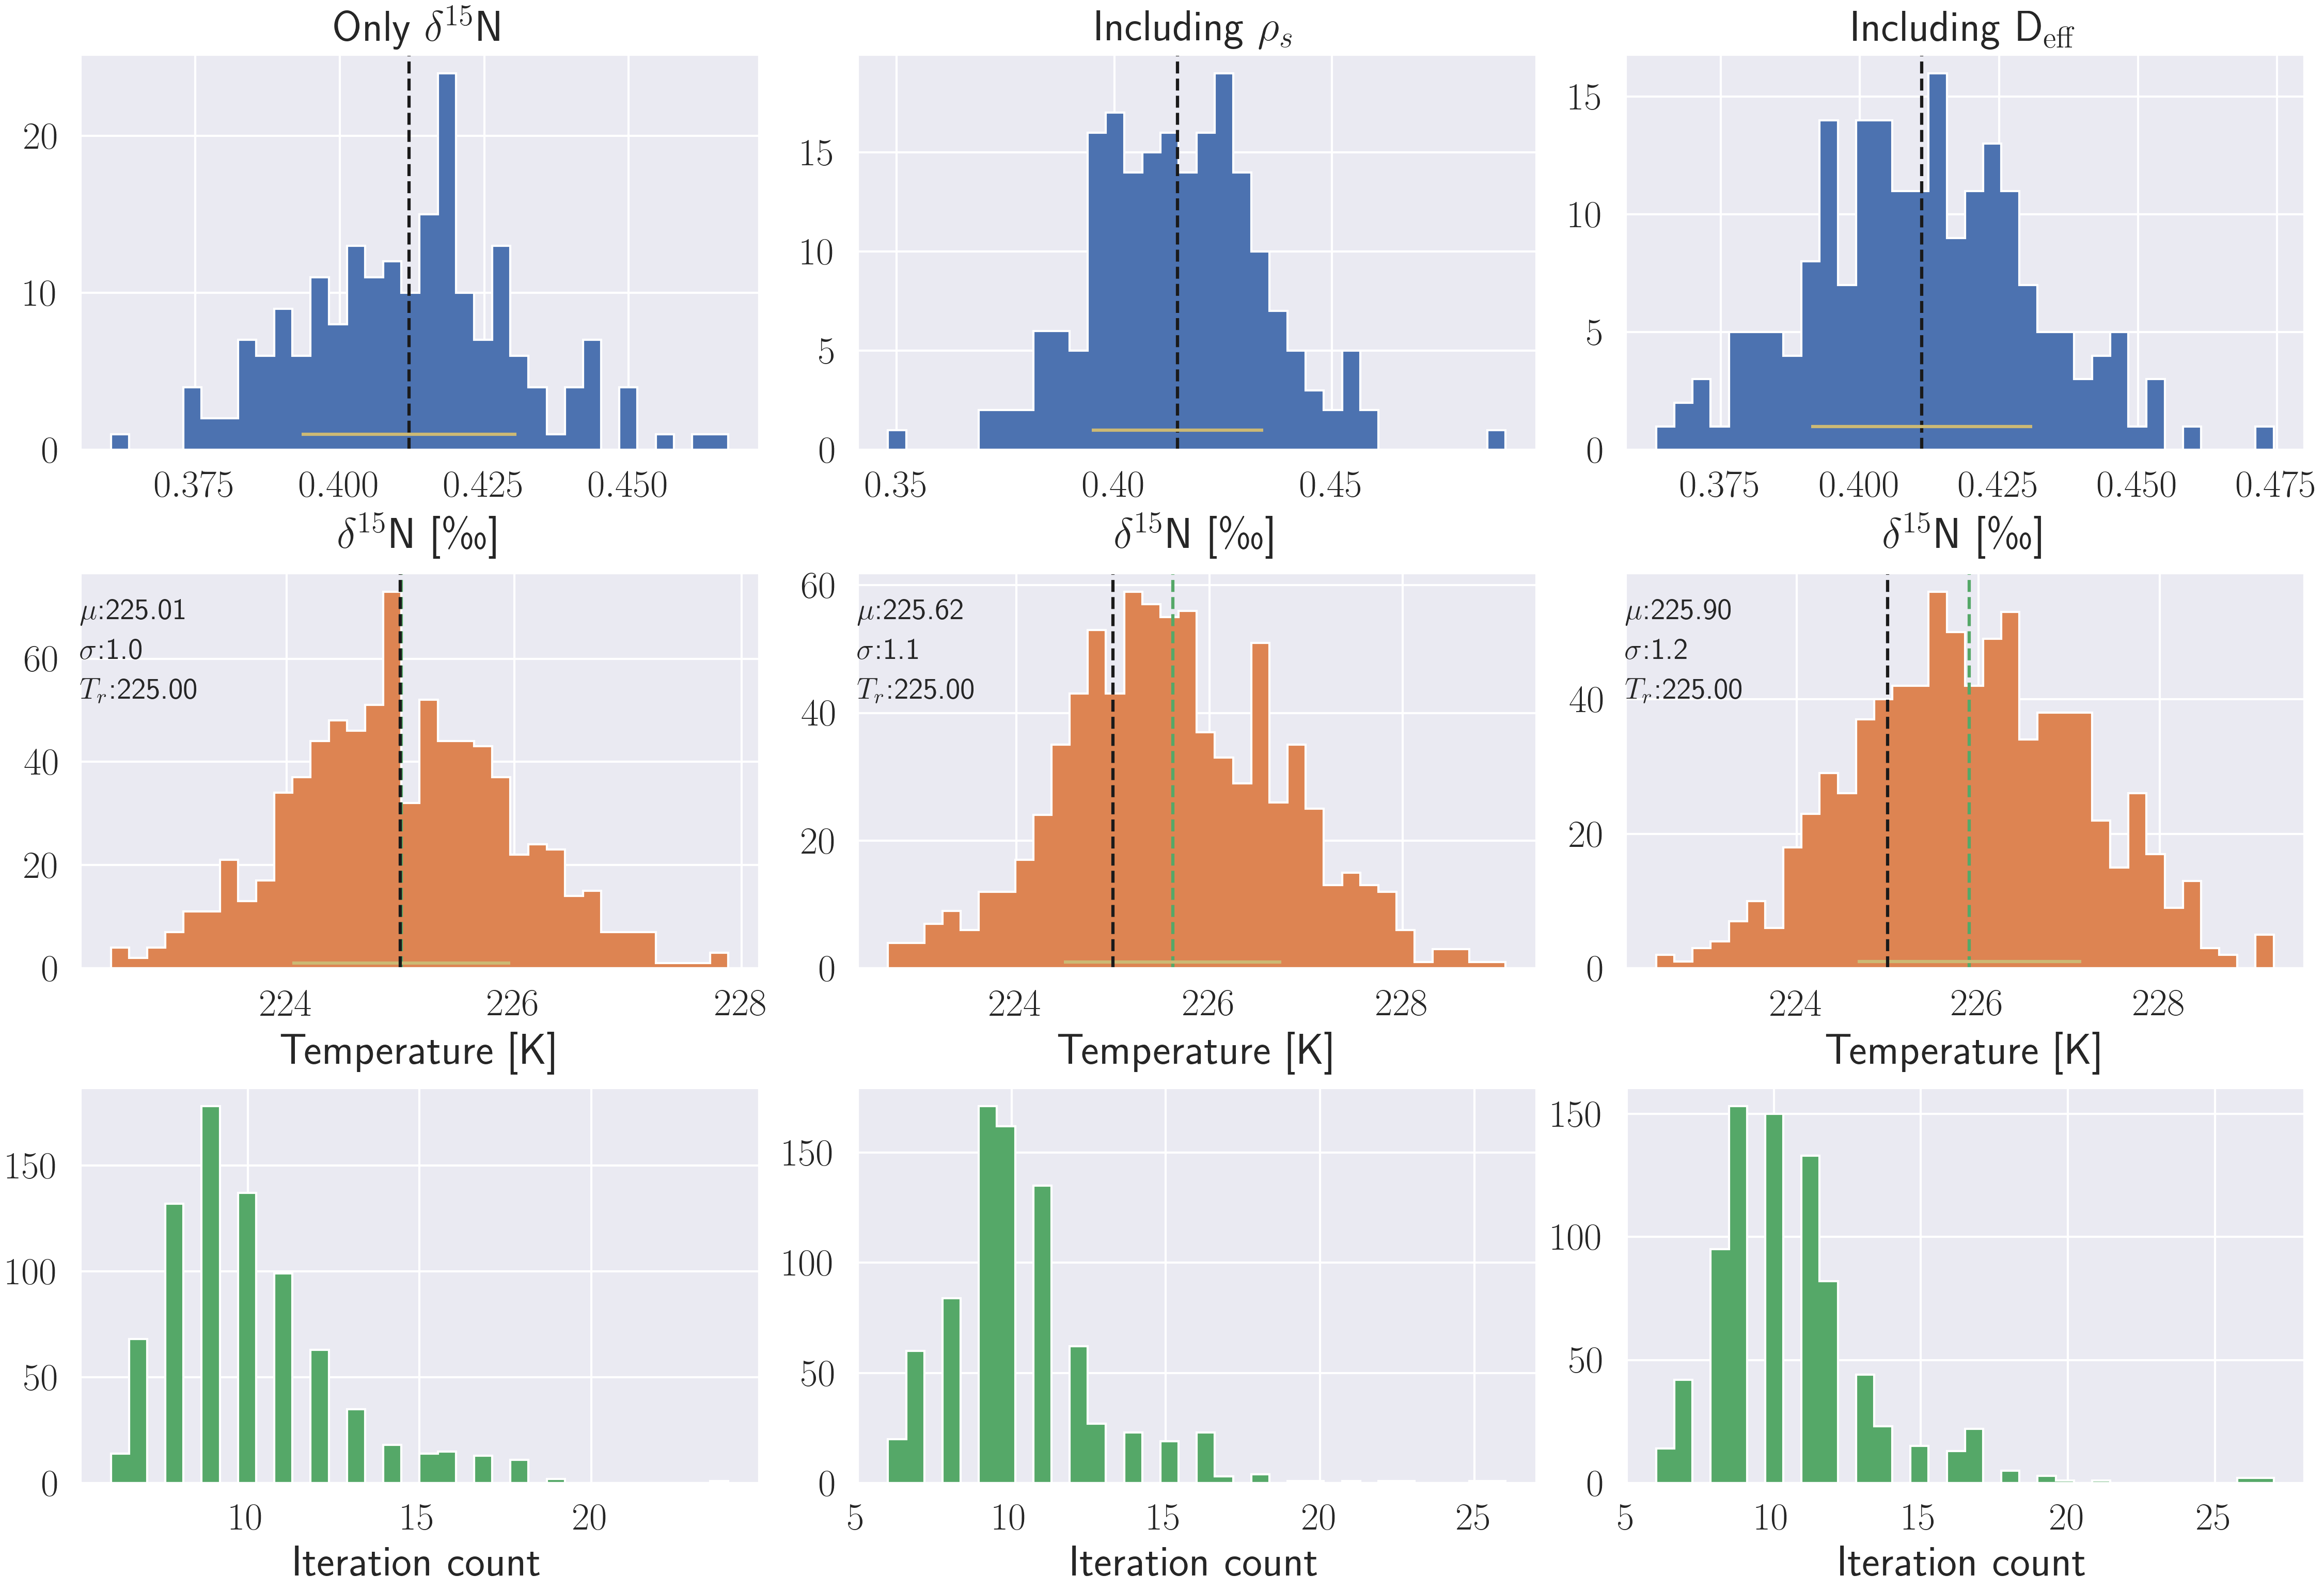 Only δ¹⁵N
Including ρₛ
Including D_eff
20
10
0
0.375 0.400 0.425 0.450
δ¹⁵N [‰]
15
10
5
0
0.35 0.40 0.45
δ¹⁵N [‰]
15
10
5
0
0.375 0.400 0.425 0.450 0.475
δ¹⁵N [‰]
μ:225.01
σ:1.0
Tᵣ:225.00
60
40
20
0
224 226 228
Temperature [K]
μ:225.62
σ:1.1
Tᵣ:225.00
60
40
20
0
224 226 228
Temperature [K]
μ:225.90
σ:1.2
Tᵣ:225.00
40
20
0
224 226 228
Temperature [K]
150
100
50
0
10 15 20
Iteration count
150
100
50
0
5 10 15 20 25
Iteration count
150
100
50
0
5 10 15 20 25
Iteration count